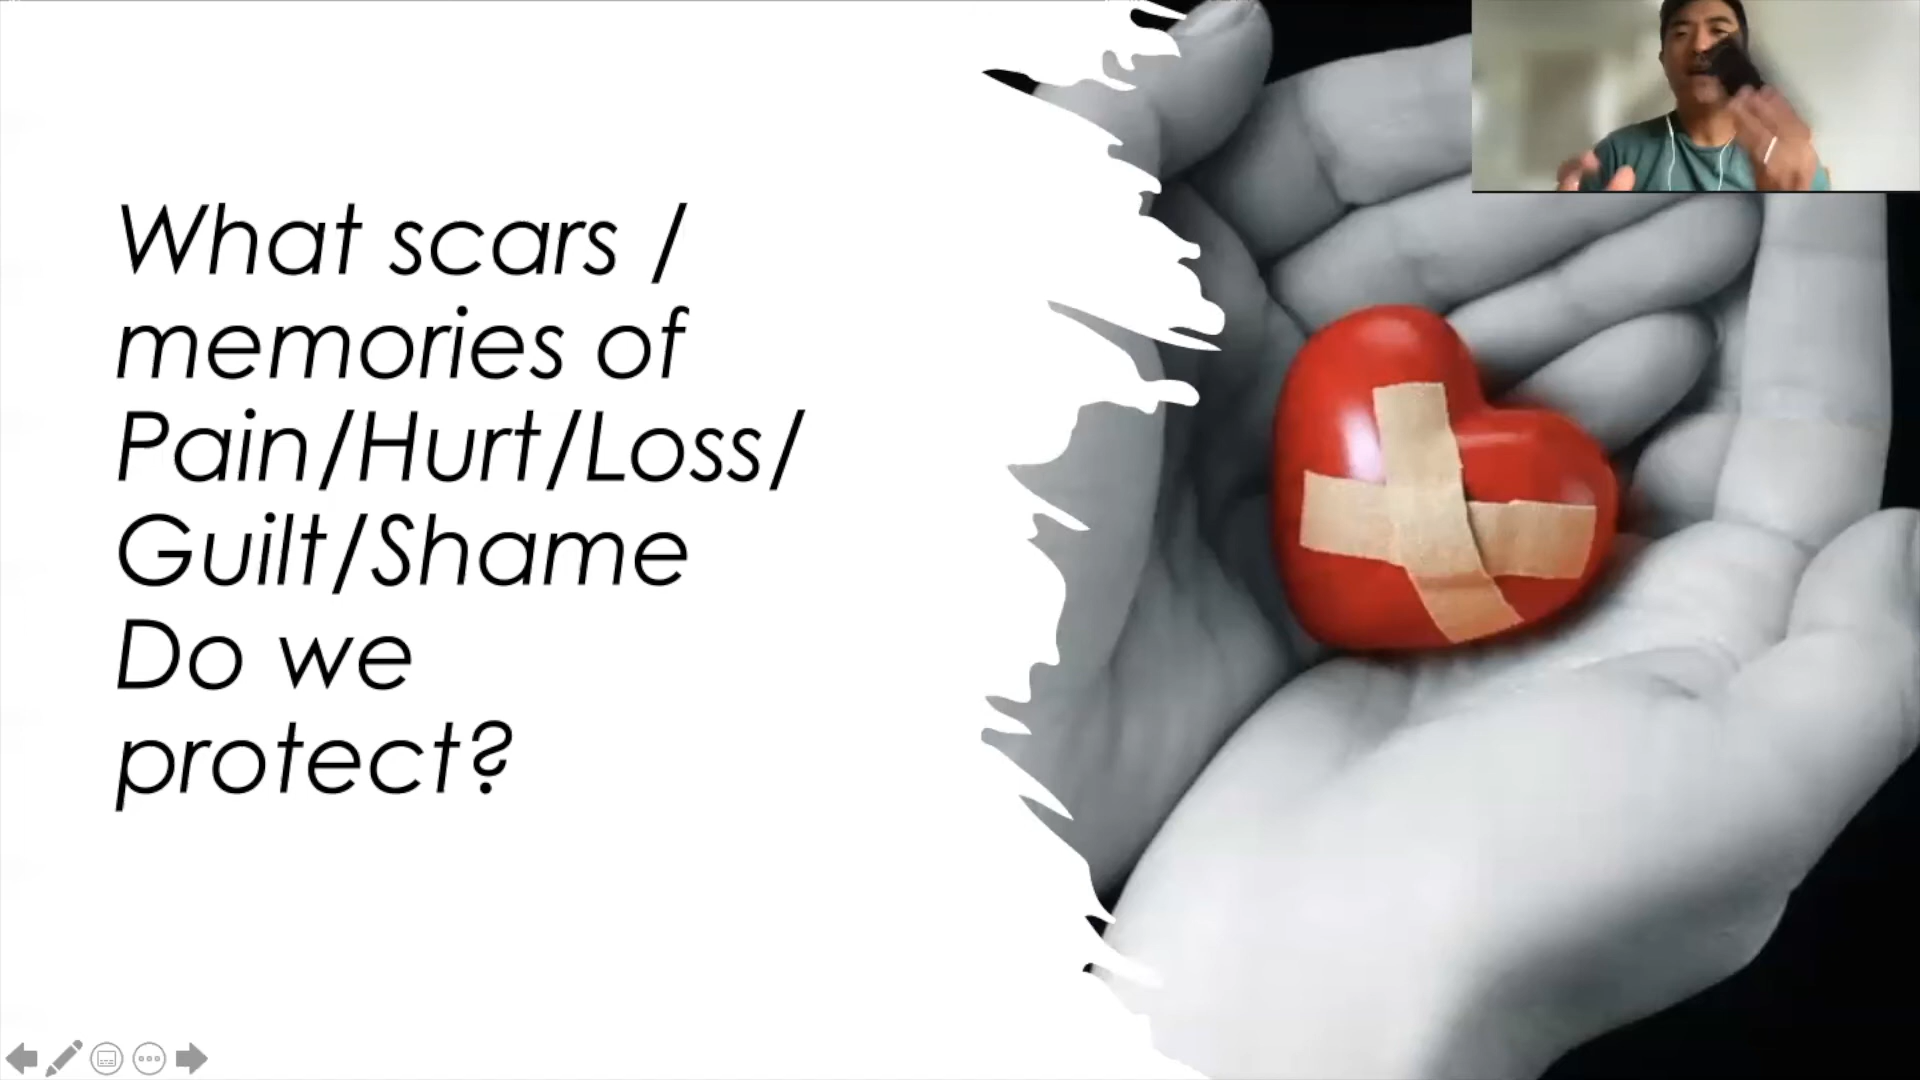 What scars /
memories of
Pain/Hurt/Loss/
Guilt/Shame
Do we
protect?